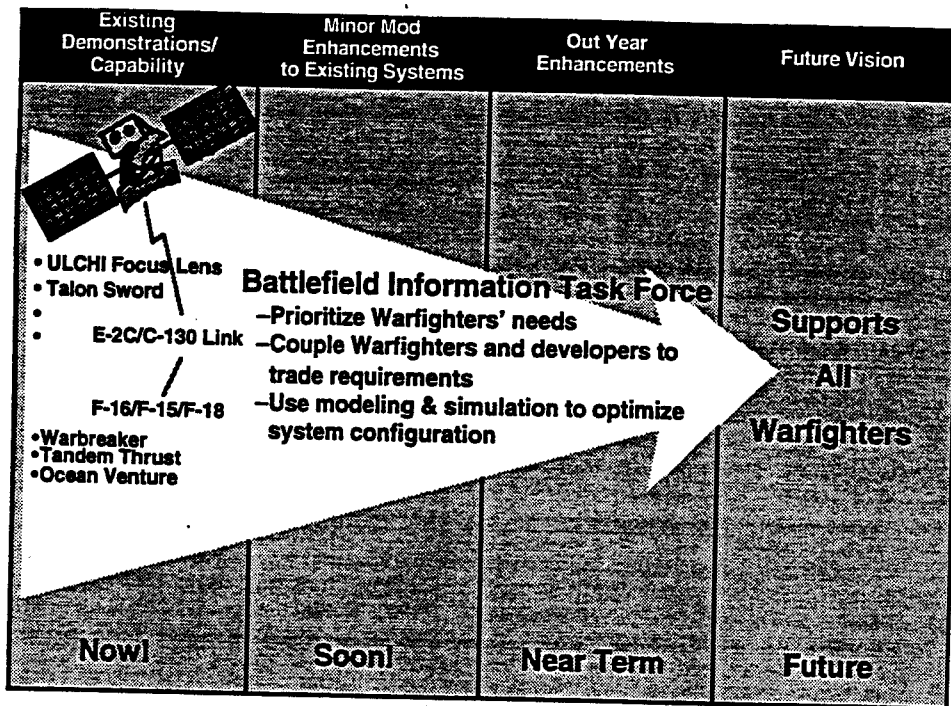 Existing
Demonstrations/
Capability
Minor Mod
Enhancements
to Existing Systems
Out Year
Enhancements
Future Vision
• ULCHI Focus Lens
• Talon Sword
•
• E-2C/C-130 Link
F-16/F-15/F-18
•Warbreaker
•Tandem Thrust
•Ocean Venture
Battlefield Information Task Force
–Prioritize Warfighters' needs
–Couple Warfighters and developers to
trade requirements
–Use modeling & simulation to optimize
system configuration
Supports
All
Warfighters
Now!
Soon!
Near Term
Future